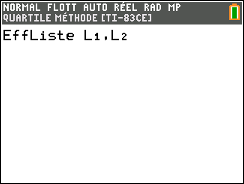 NORMAL FLOTT AUTO RÉEL RAD MP
QUARTILE MÉTHODE [TI-83CE]
EffListe L₁,L₂